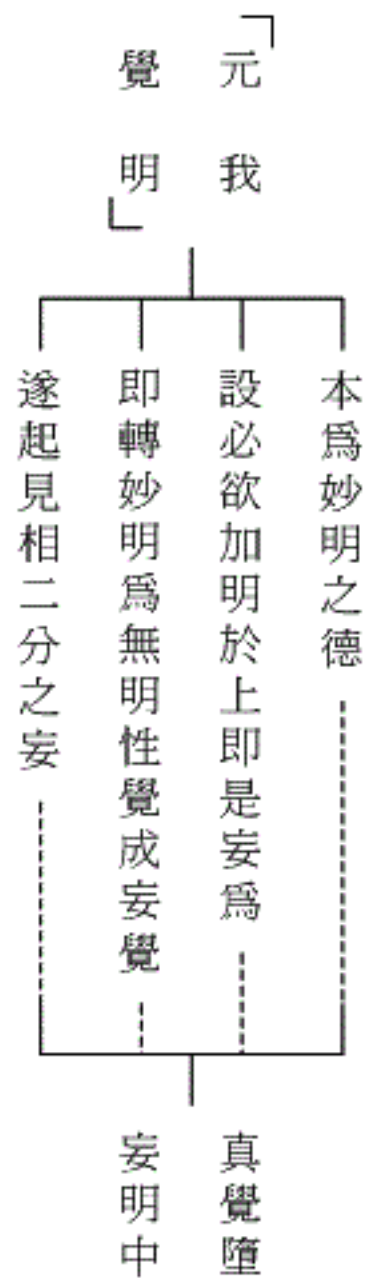 「元我
覺明」
本爲妙明之德
設必欲加明於上即是妄爲
即轉妙明爲無明性覺成妄覺
遂起見相二分之妄
真覺墮
妄明中